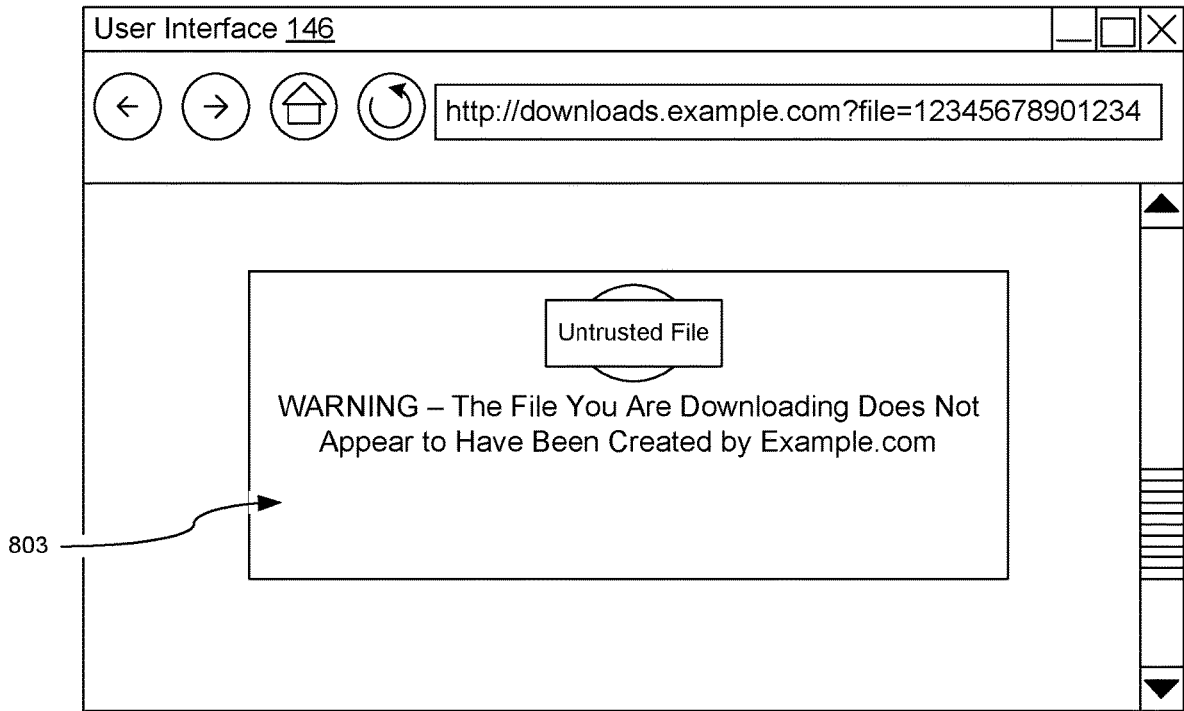 User Interface 146
http://downloads.example.com?file=12345678901234
Untrusted File
WARNING – The File You Are Downloading Does Not
Appear to Have Been Created by Example.com
803